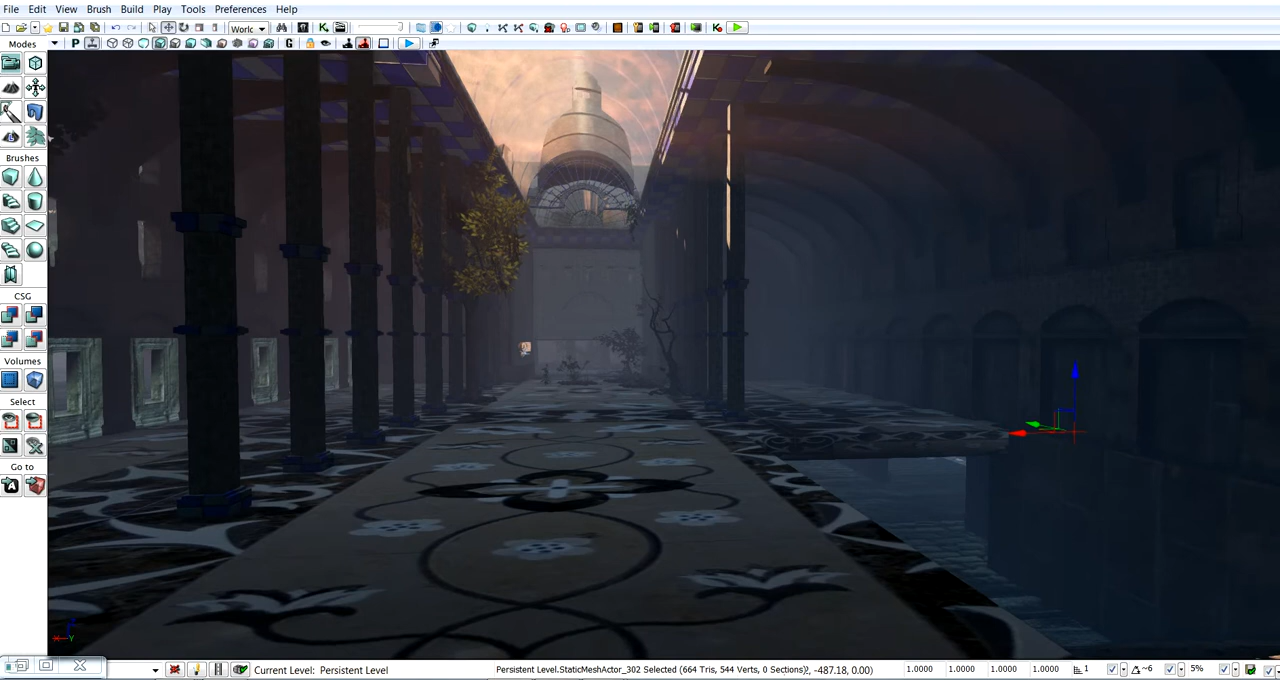 File Edit View Brush Build Play Tools Preferences Help
Worlc
Modes
P G
Brushes
CSG
Volumes
Select
Go to
A
Y
Current Level: Persistent Level
Persistent Level.StaticMeshActor_302 Selected (664 Tris, 544 Verts, 0 Sections)
, -487.18, 0.00)
1.0000 1.0000 1.0000 1.0000 1 ~6 5%